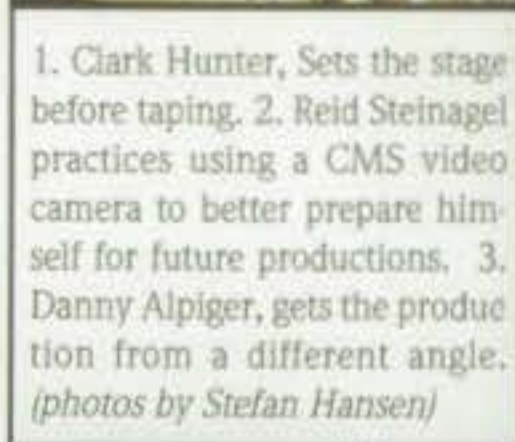 1. Clark Hunter, Sets the stage
before taping. 2. Reid Steinagel
practices using a CMS video
camera to better prepare him-
self for future productions. 3.
Danny Alpiger, gets the produc
tion from a different angle.
(photos by Stefan Hansen)